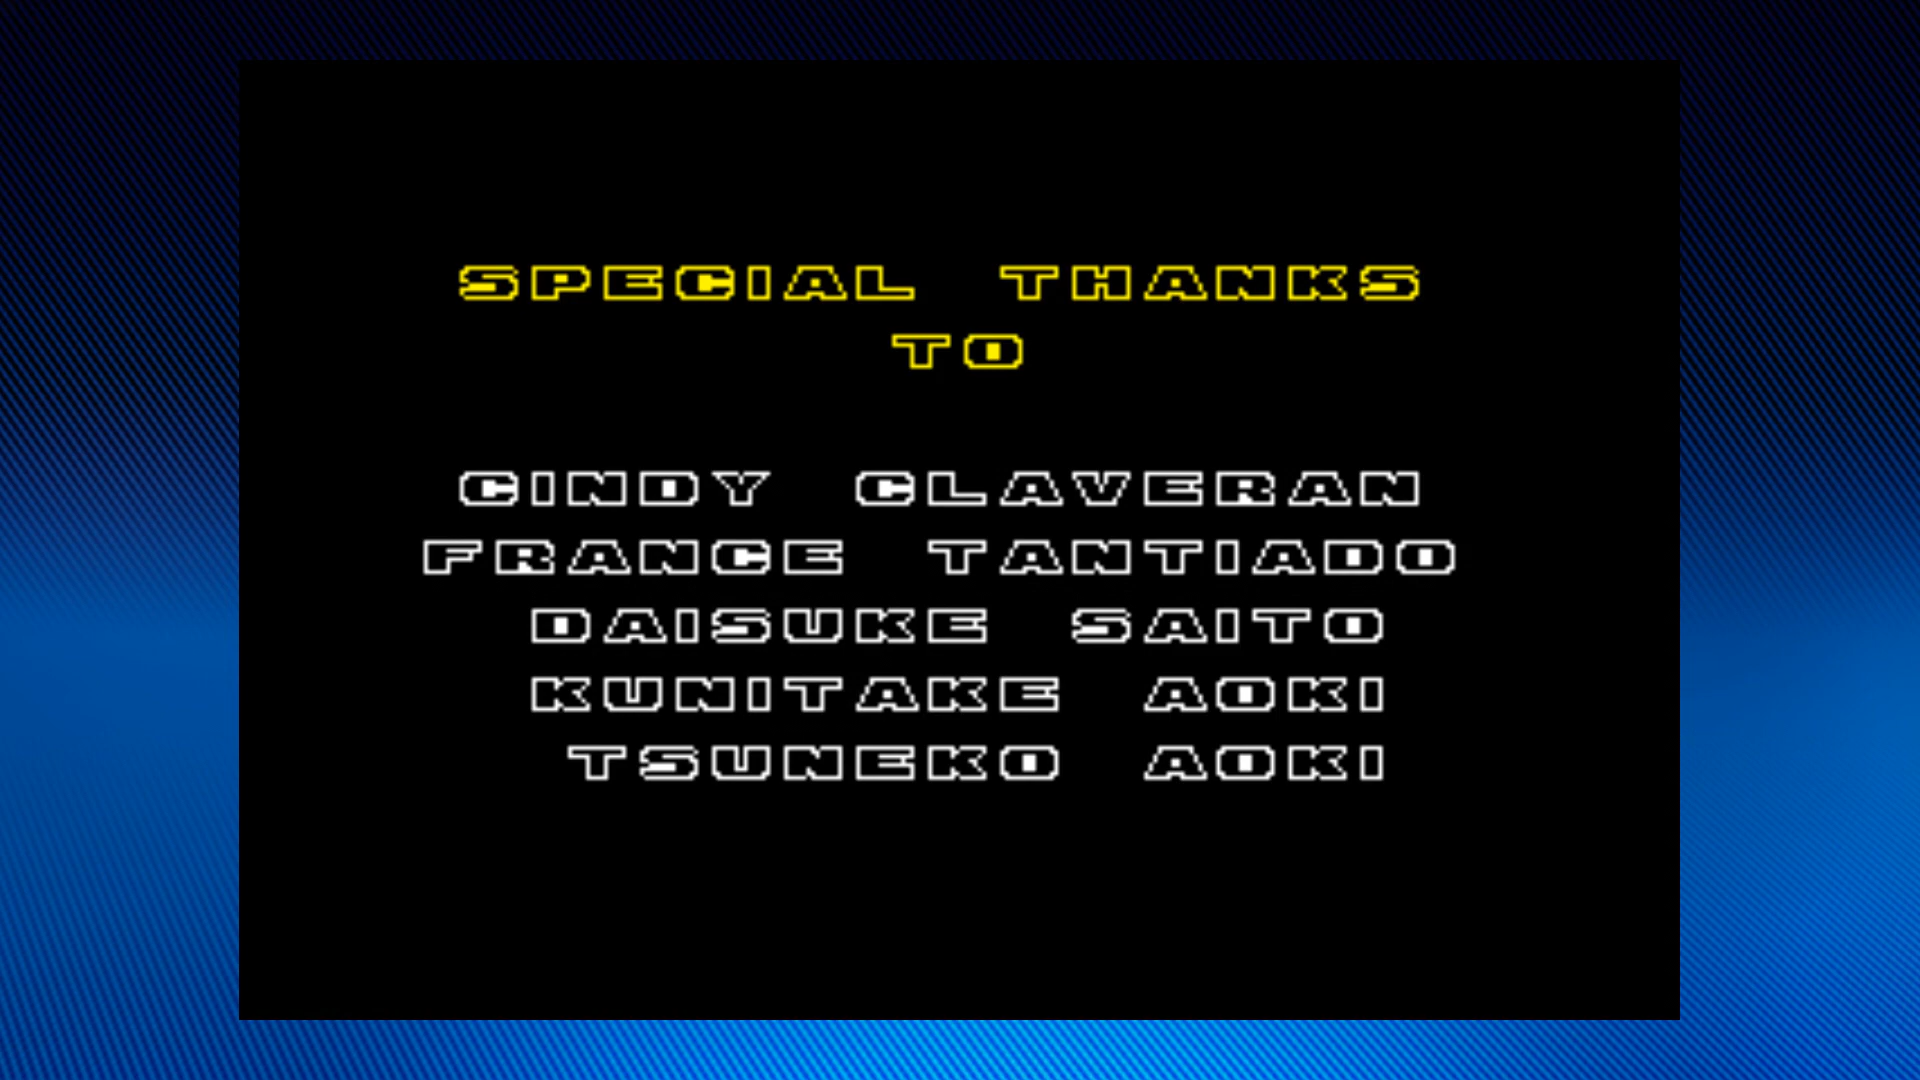 SPECIAL THANKS
TO
CINDY CLAVERAN
FRANCE TANTIADO
DAISUKE SAITO
KUNITAKE AOKI
TSUNEKO AOKI